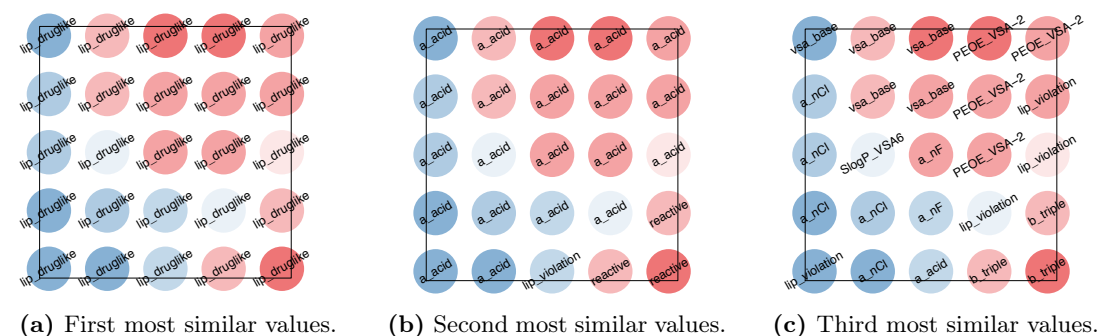 lip_druglike lip_druglike lip_druglike lip_druglike lip_druglike
lip_druglike lip_druglike lip_druglike lip_druglike lip_druglike
lip_druglike lip_druglike lip_druglike lip_druglike lip_druglike
lip_druglike lip_druglike lip_druglike lip_druglike lip_druglike
lip_druglike lip_druglike lip_druglike lip_druglike lip_druglike
(a) First most similar values.
a_acid a_acid a_acid a_acid a_acid
a_acid a_acid a_acid a_acid a_acid
a_acid a_acid a_acid a_acid a_acid
a_acid a_acid a_acid a_acid reactive
a_acid a_acid lip_violation reactive reactive
(b) Second most similar values.
vsa_base vsa_base vsa_base PEOE_VSA-2 PEOE_VSA-2
a_nCl vsa_base vsa_base PEOE_VSA-2 lip_violation
a_nCl SlogP_VSA6 a_nF PEOE_VSA-2 lip_violation
a_nCl a_nCl a_nF lip_violation b_triple
lip_violation a_nCl a_acid b_triple b_triple
(c) Third most similar values.